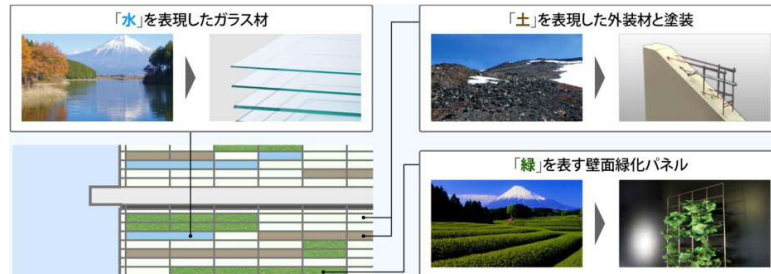 「水」を表現したガラス材
「土」を表現した外装材と塗装
「緑」を表す壁面緑化パネル